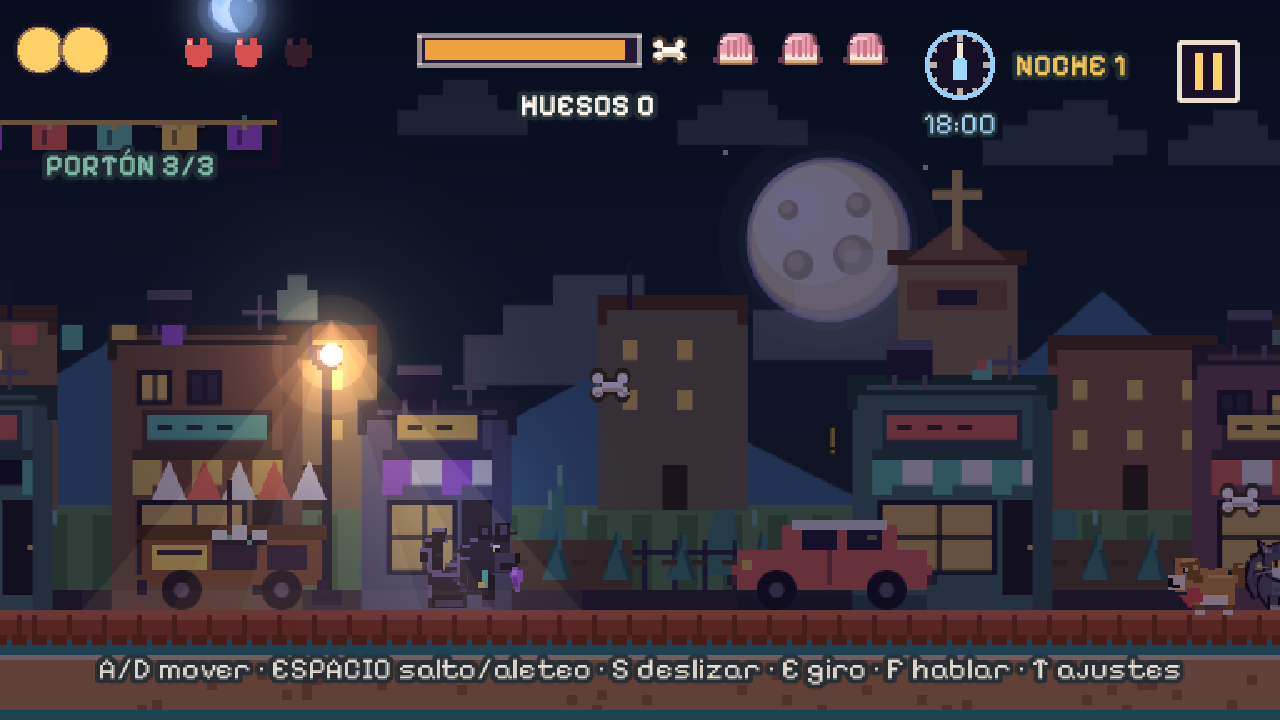 NOCHE 1
HUESOS 0
18:00
PORTÓN 3/3
A/D mover · ESPACIO salto/aleteo · S deslizar · E giro · F hablar · T ajustes